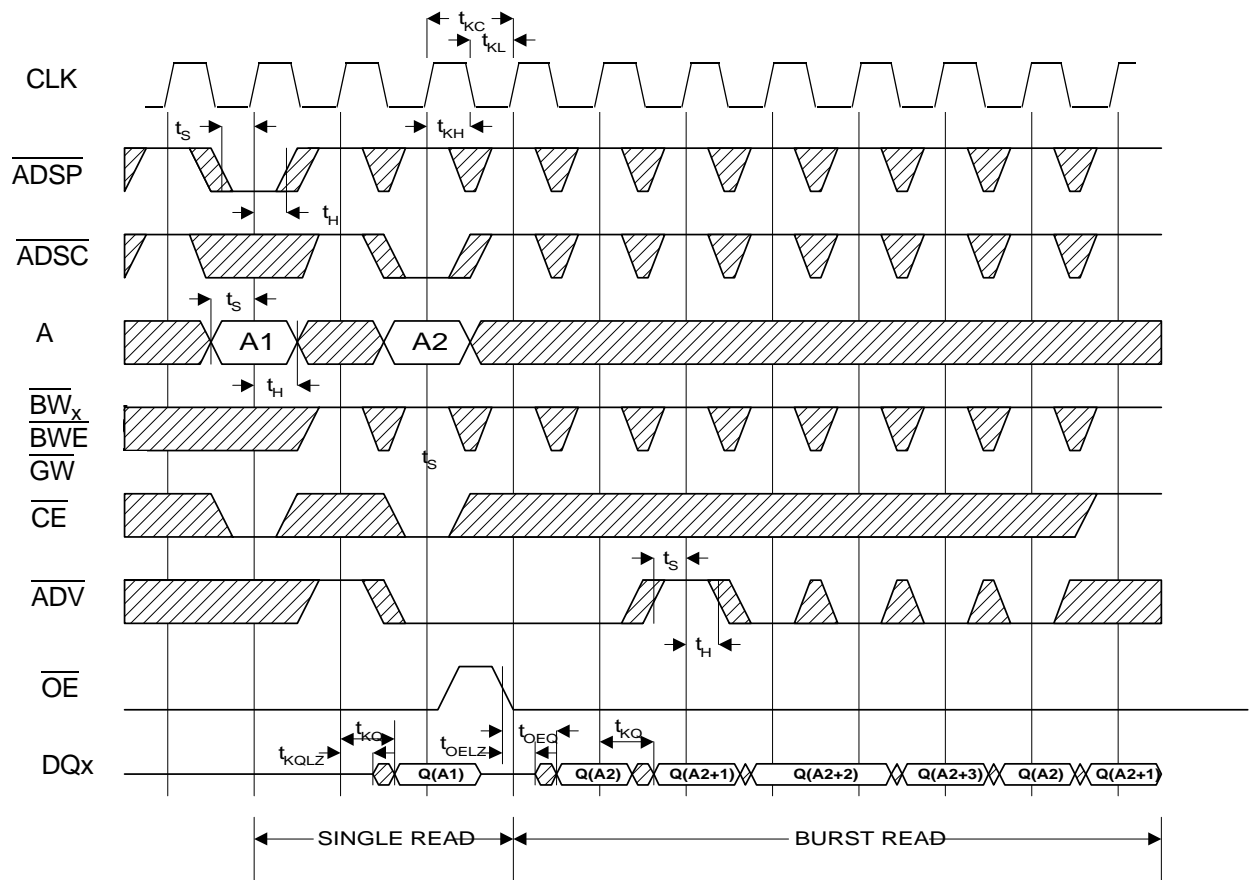 tKC
tKL
CLK
tS
tKH
ADSP
tH
ADSC
tS
A
A1
A2
tH
BWx
BWE
tS
GW
CE
tS
ADV
tH
OE
tKQ
tOEQ
tKQ
tKQLZ
tOELZ
DQx
Q(A1)
Q(A2)
Q(A2+1)
Q(A2+2)
Q(A2+3)
Q(A2)
Q(A2+1)
SINGLE READ
BURST READ